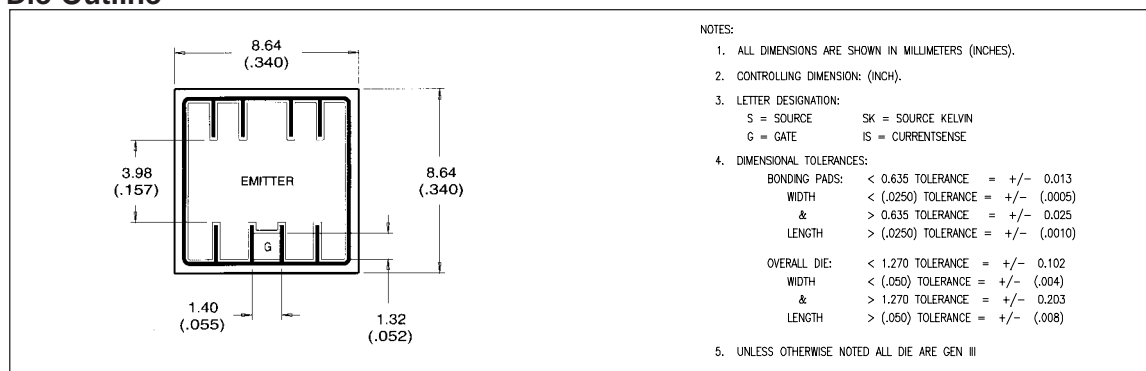 Die Outline
8.64
(.340)
3.98
(.157)
EMITTER
8.64
(.340)
G
1.40
(.055)
1.32
(.052)
NOTES:
1. ALL DIMENSIONS ARE SHOWN IN MILLIMETERS (INCHES).
2. CONTROLLING DIMENSION: (INCH).
3. LETTER DESIGNATION:
S = SOURCE SK = SOURCE KELVIN
G = GATE IS = CURRENTSENSE
4. DIMENSIONAL TOLERANCES:
BONDING PADS: < 0.635 TOLERANCE = +/- 0.013
WIDTH < (.0250) TOLERANCE = +/- (.0005)
& > 0.635 TOLERANCE = +/- 0.025
LENGTH > (.0250) TOLERANCE = +/- (.0010)
OVERALL DIE: < 1.270 TOLERANCE = +/- 0.102
WIDTH < (.050) TOLERANCE = +/- (.004)
& > 1.270 TOLERANCE = +/- 0.203
LENGTH > (.050) TOLERANCE = +/- (.008)
5. UNLESS OTHERWISE NOTED ALL DIE ARE GEN III